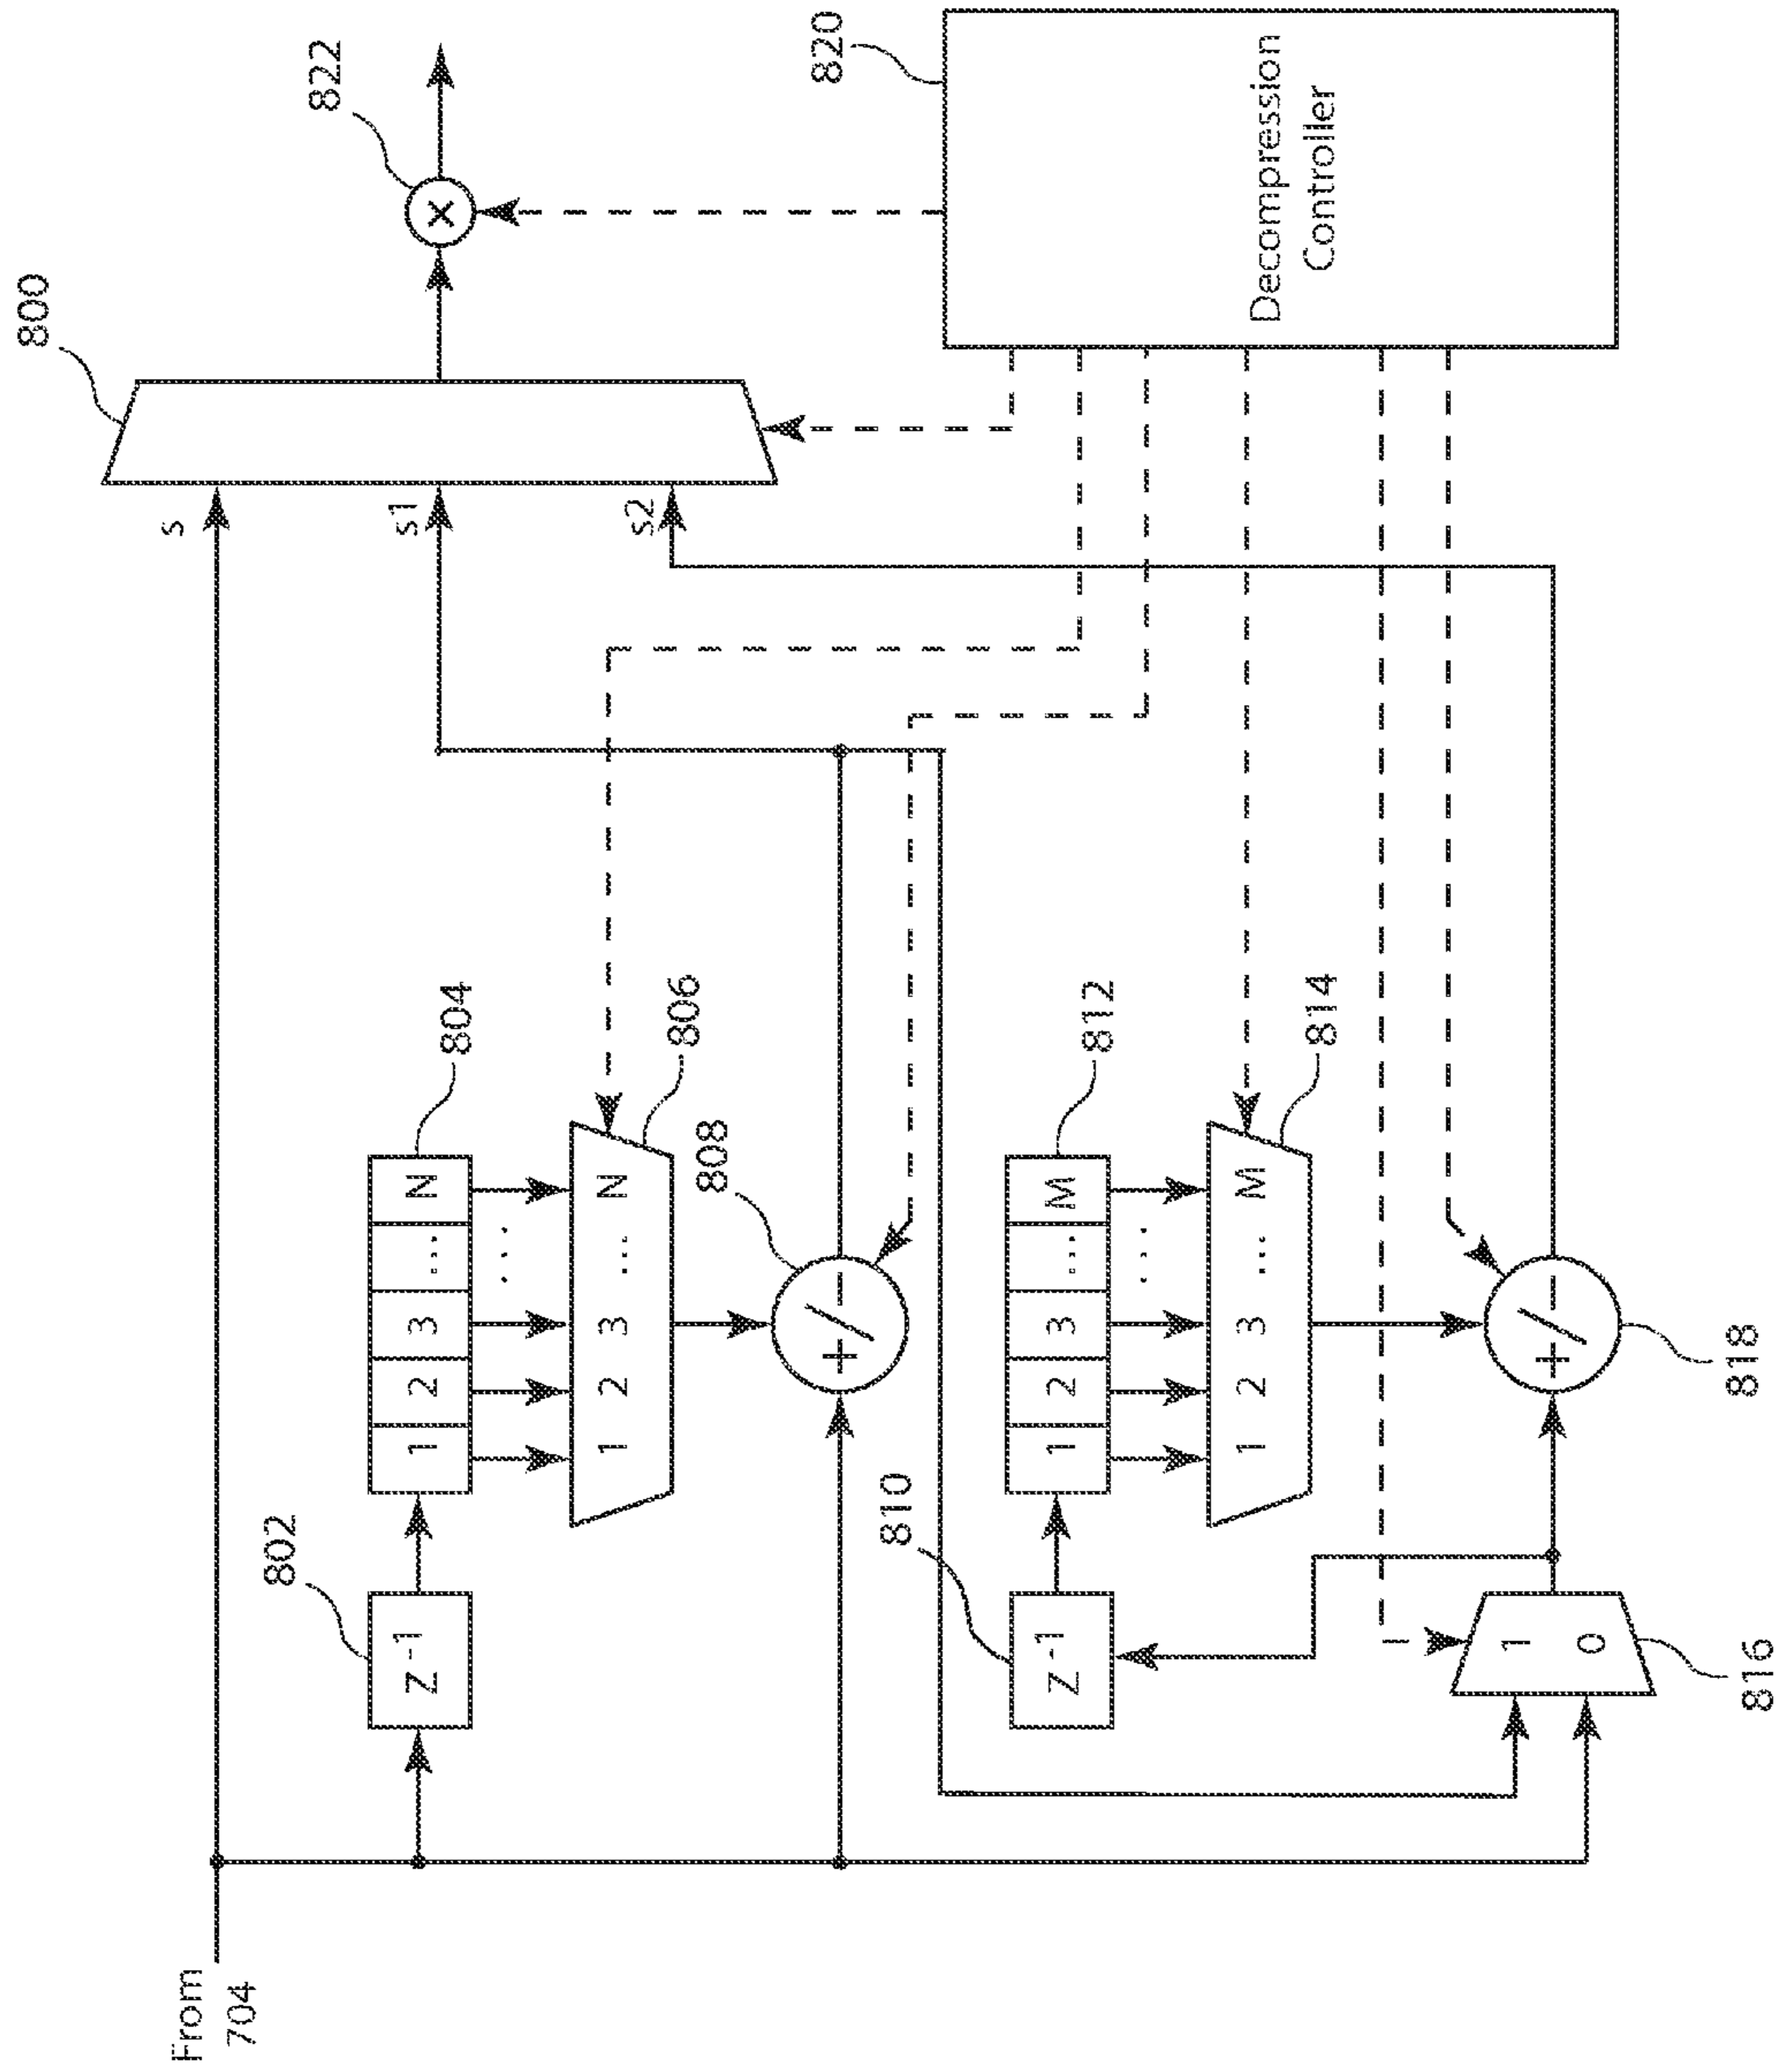 From
704
s
s1
s2
800
822
820
Decompression
Controller
802
Z⁻¹
804
1 2 3 ... N
...
806
1 2 3 ... N
808
+/−
810
Z⁻¹
812
1 2 3 ... M
...
814
1 2 3 ... M
816
1
0
818
+/−
×